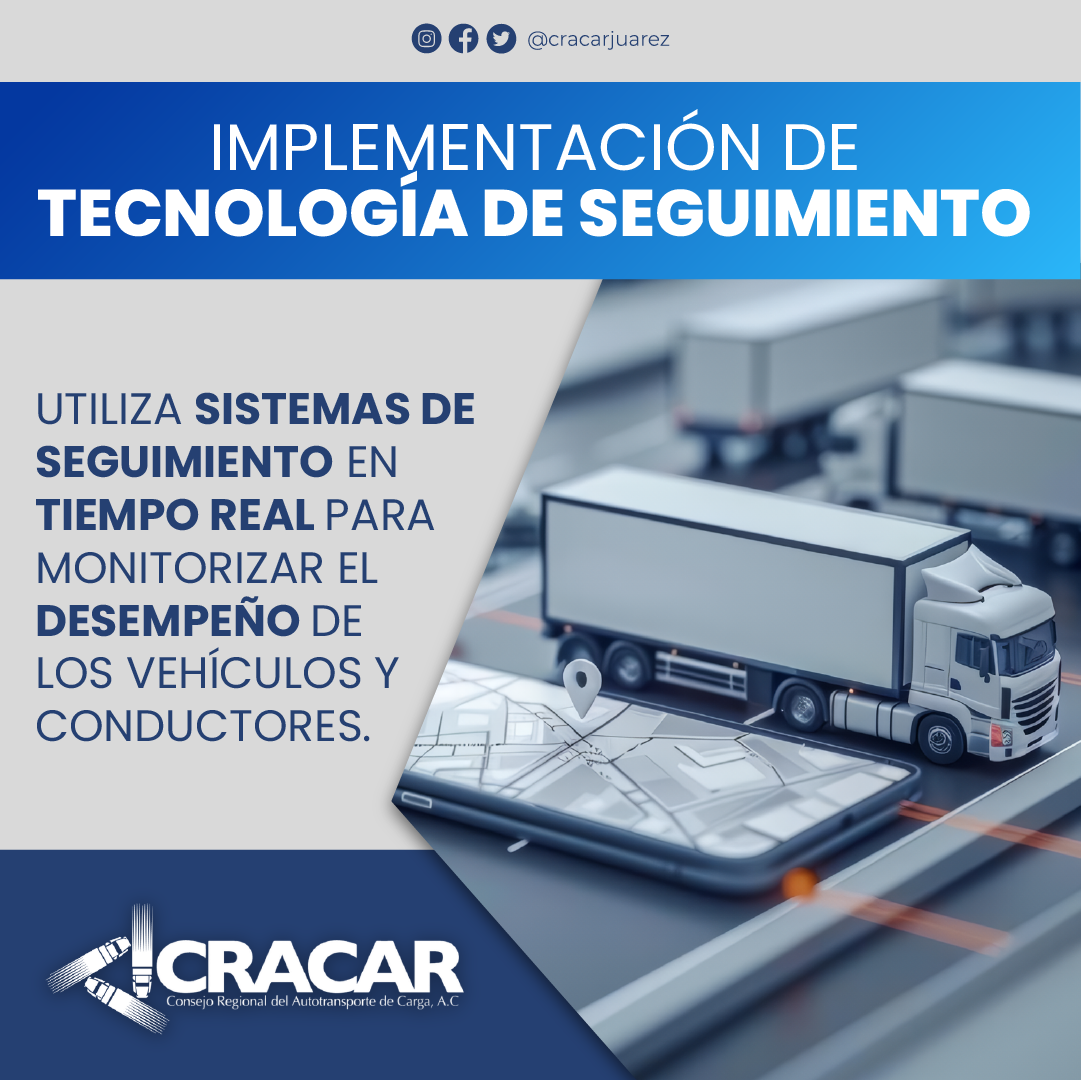 @cracarjuarez
IMPLEMENTACIÓN DE
TECNOLOGÍA DE SEGUIMIENTO
UTILIZA SISTEMAS DE
SEGUIMIENTO EN
TIEMPO REAL PARA
MONITORIZAR EL
DESEMPEÑO DE
LOS VEHÍCULOS Y
CONDUCTORES.
CRACAR
Consejo Regional del Autotransporte de Carga, A.C